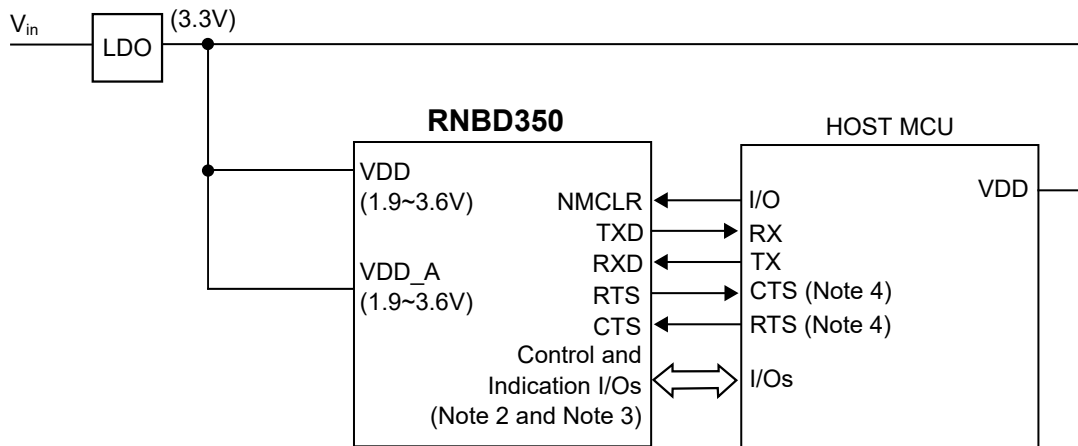 Vin
LDO
(3.3V)
RNBD350
HOST MCU
VDD
(1.9~3.6V)
VDD_A
(1.9~3.6V)
NMCLR
TXD
RXD
RTS
CTS
Control and
Indication I/Os
(Note 2 and Note 3)
I/O
RX
TX
CTS (Note 4)
RTS (Note 4)
I/Os
VDD